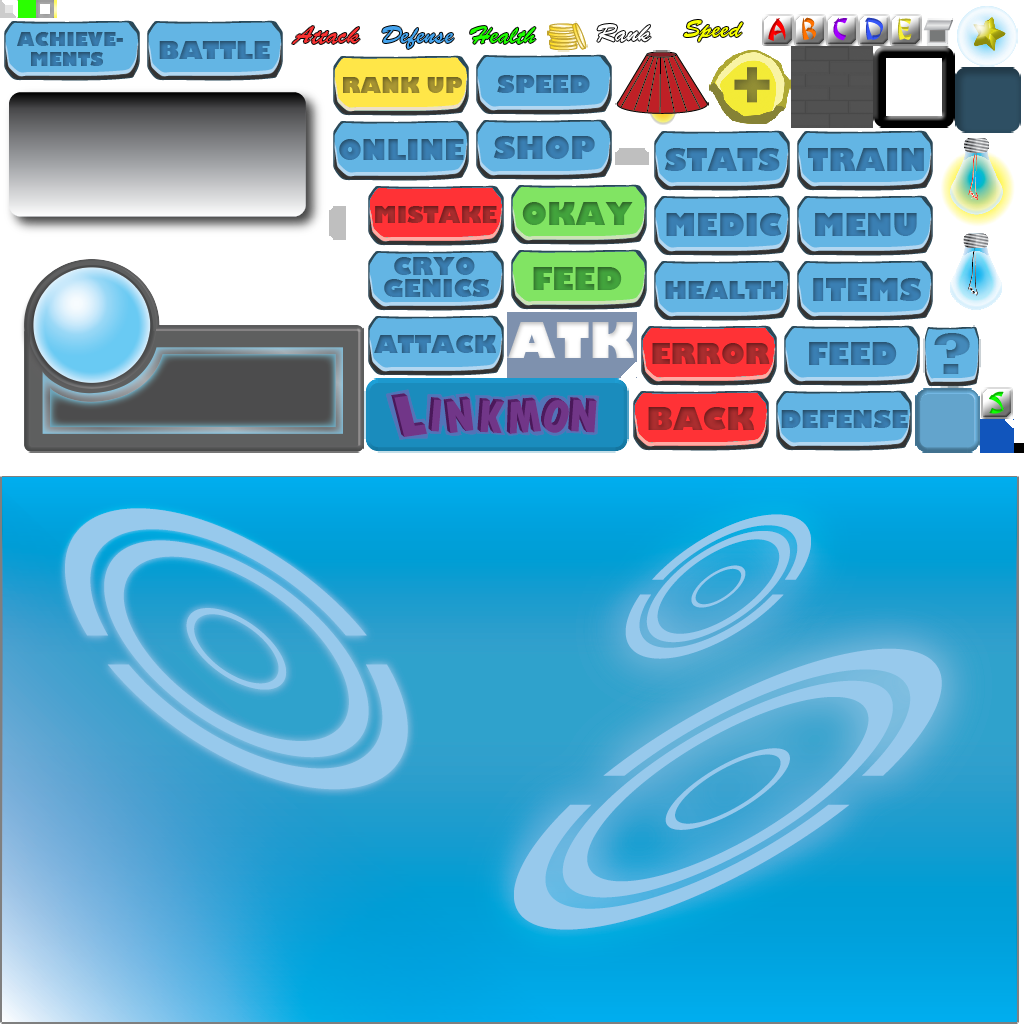 ACHIEVE-
MENTS
BATTLE
Attack
Defense
Health
Rank
Speed
A
B
C
D
E
RANK UP
SPEED
ONLINE
SHOP
STATS
TRAIN
MISTAKE
OKAY
MEDIC
MENU
CRYO
GENICS
FEED
HEALTH
ITEMS
ATTACK
ATK
ERROR
FEED
?
LINKMON
BACK
DEFENSE
S